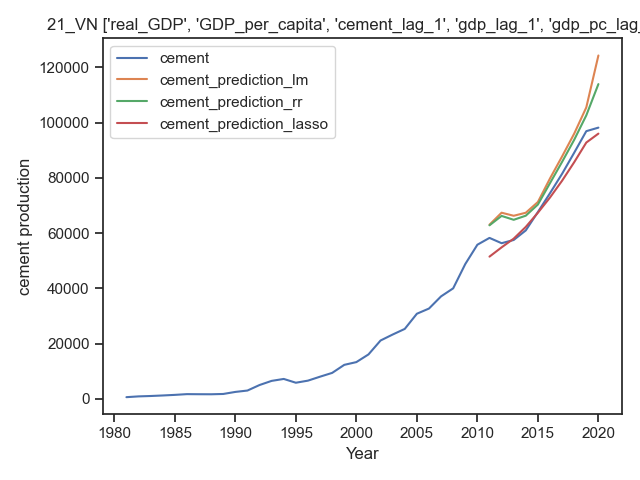 21_VN ['real_GDP', 'GDP_per_capita', 'cement_lag_1', 'gdp_lag_1', 'gdp_pc_lag_
cement
cement_prediction_lm
cement_prediction_rr
cement_prediction_lasso
120000
100000
80000
60000
40000
20000
0
cement production
1980 1985 1990 1995 2000 2005 2010 2015 2020
Year